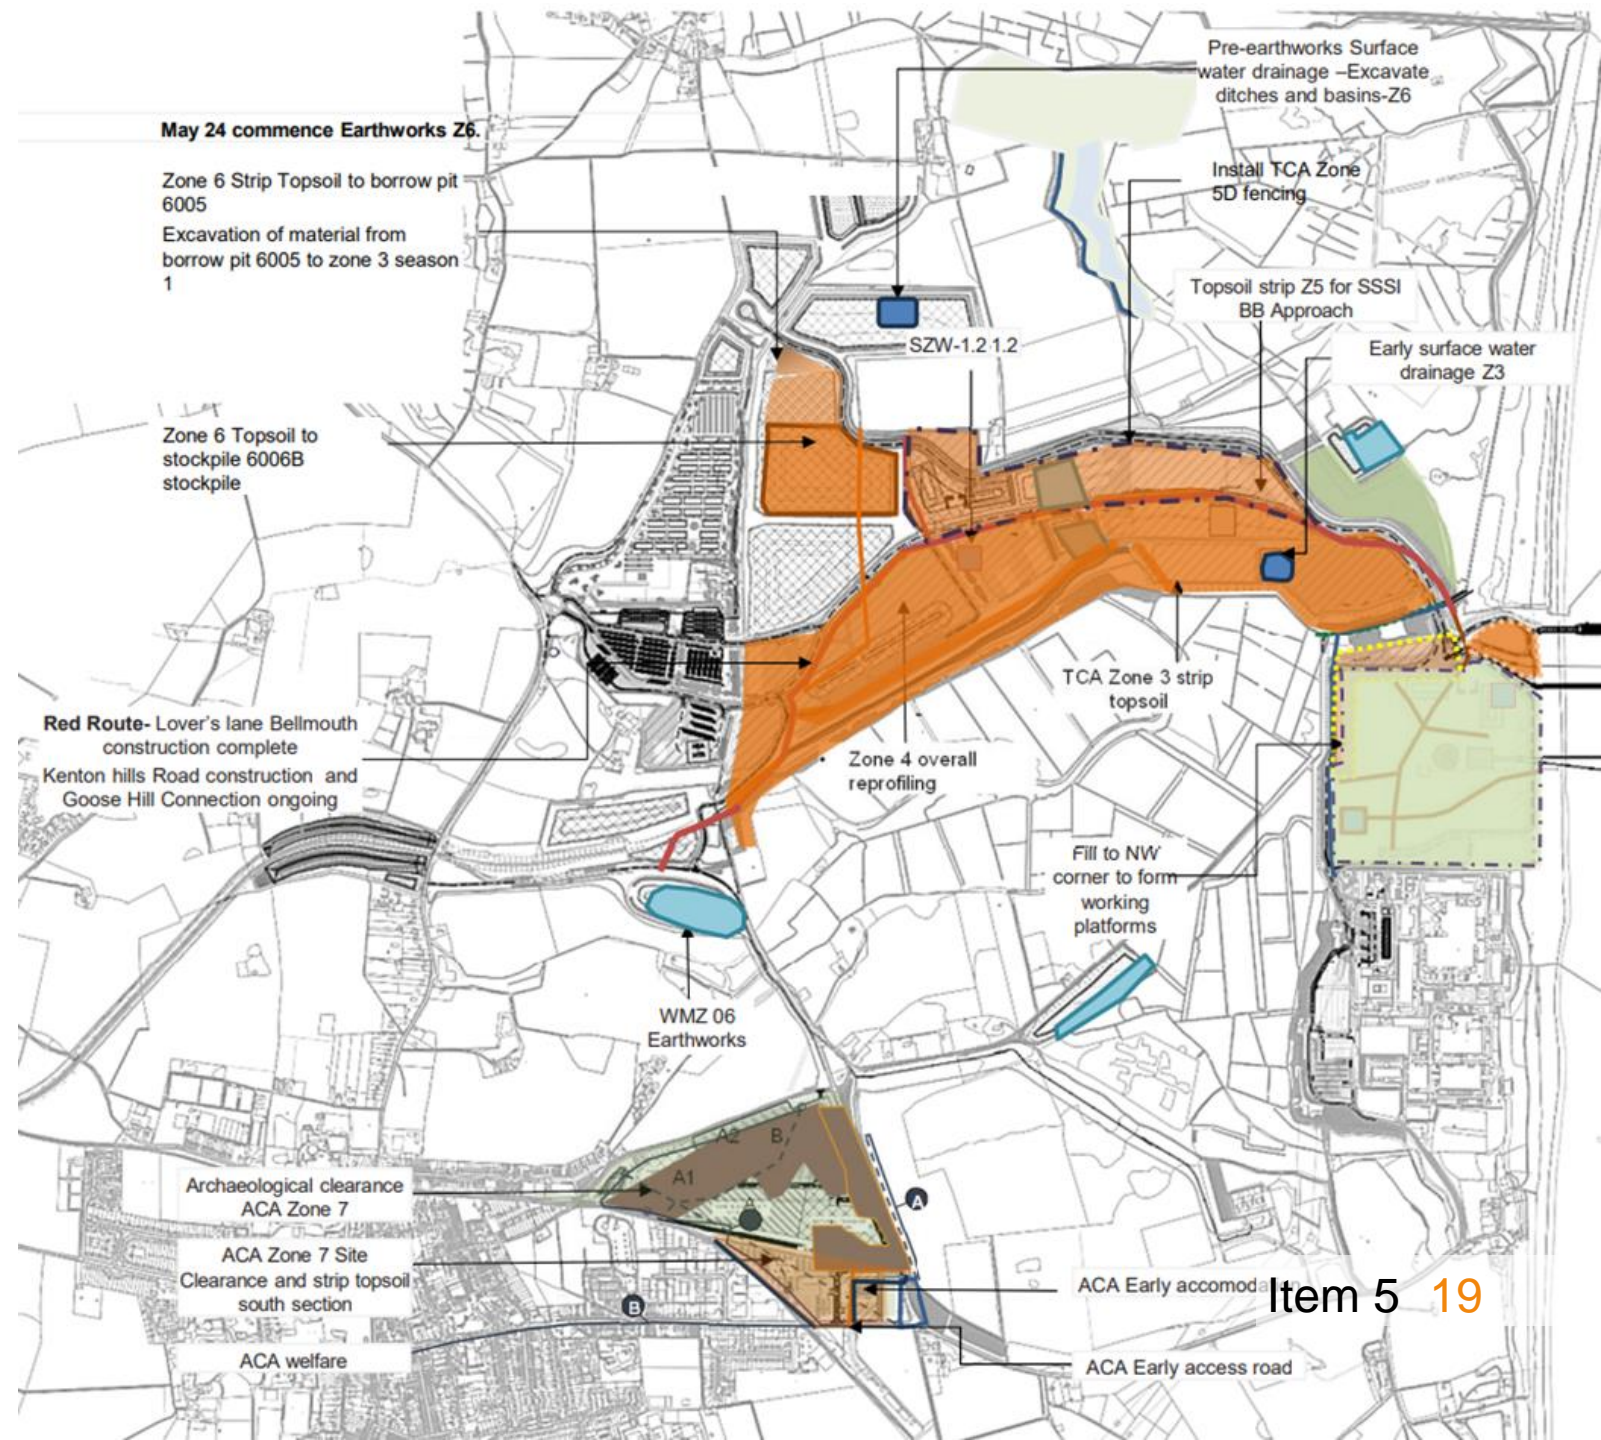 Pre-earthworks Surface
water drainage –Excavate
ditches and basins-Z6
May 24 commence Earthworks Z6.
Zone 6 Strip Topsoil to borrow pit
6005
Excavation of material from
borrow pit 6005 to zone 3 season
1
Install TCA Zone
5D fencing
Topsoil strip Z5 for SSSI
BB Approach
SZW-1.2 1.2
Early surface water
drainage Z3
Zone 6 Topsoil to
stockpile 6006B
stockpile
TCA Zone 3 strip
topsoil
Red Route- Lover's lane Bellmouth
construction complete
Kenton hills Road construction and
Goose Hill Connection ongoing
Zone 4 overall
reprofiling
Fill to NW
corner to form
working
platforms
WMZ 06
Earthworks
A2
B
A1
A
Archaeological clearance
ACA Zone 7
A
ACA Zone 7 Site
Clearance and strip topsoil
south section
B
ACA Early accomoda
Item 5 19
ACA welfare
ACA Early access road